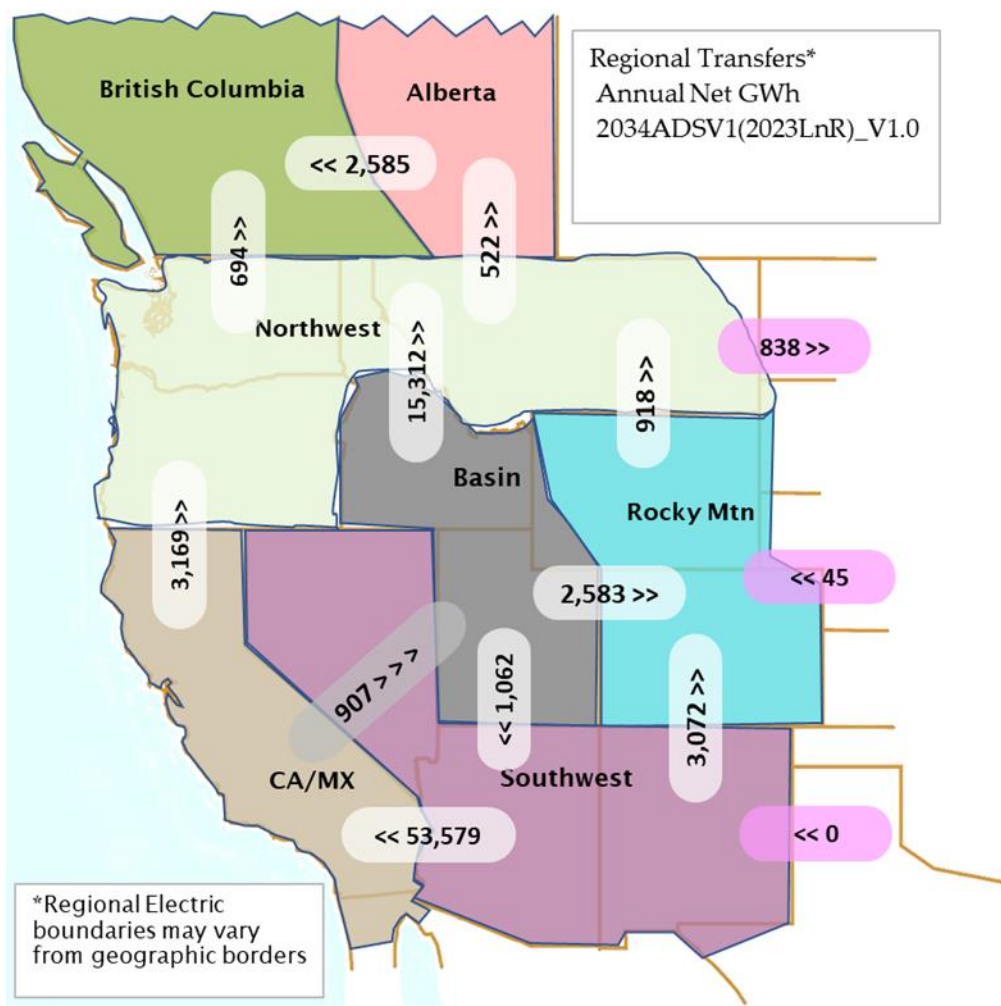 Regional Transfers*
Annual Net GWh
2034ADSV1(2023LnR)_V1.0
British Columbia
Alberta
<< 2,585
694 >>
522 >>
Northwest
15,312 >>
918 >>
838 >>
Basin
Rocky Mtn
3,169 >>
2,583 >>
<< 45
907 > > >
<< 1,062
3,072 >>
CA/MX
Southwest
<< 53,579
<< 0
*Regional Electric
boundaries may vary
from geographic borders